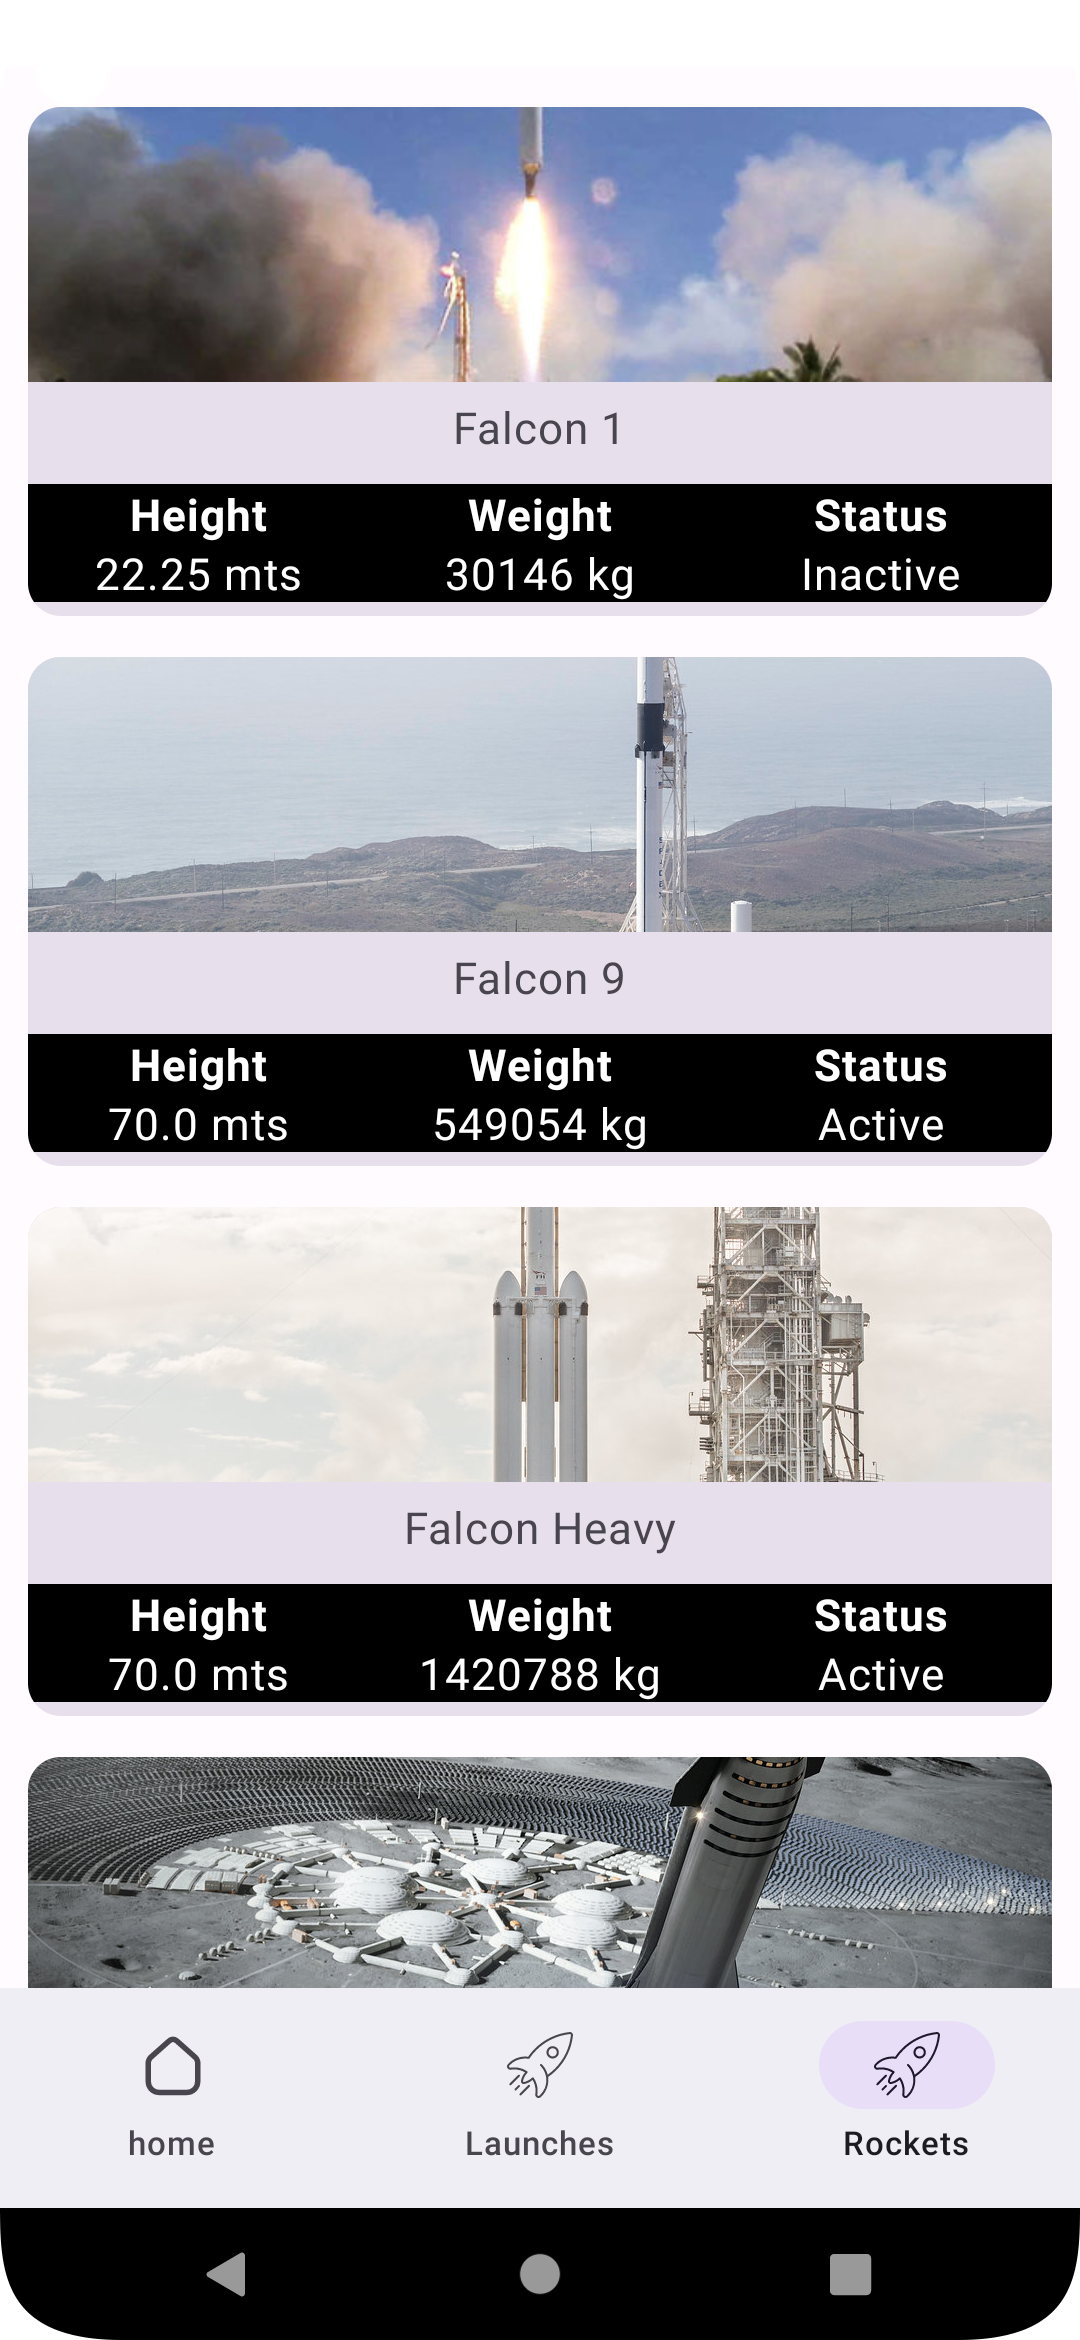 Falcon 1
Height Weight Status
22.25 mts 30146 kg Inactive
Falcon 9
Height Weight Status
70.0 mts 549054 kg Active
Falcon Heavy
Height Weight Status
70.0 mts 1420788 kg Active
home Launches Rockets